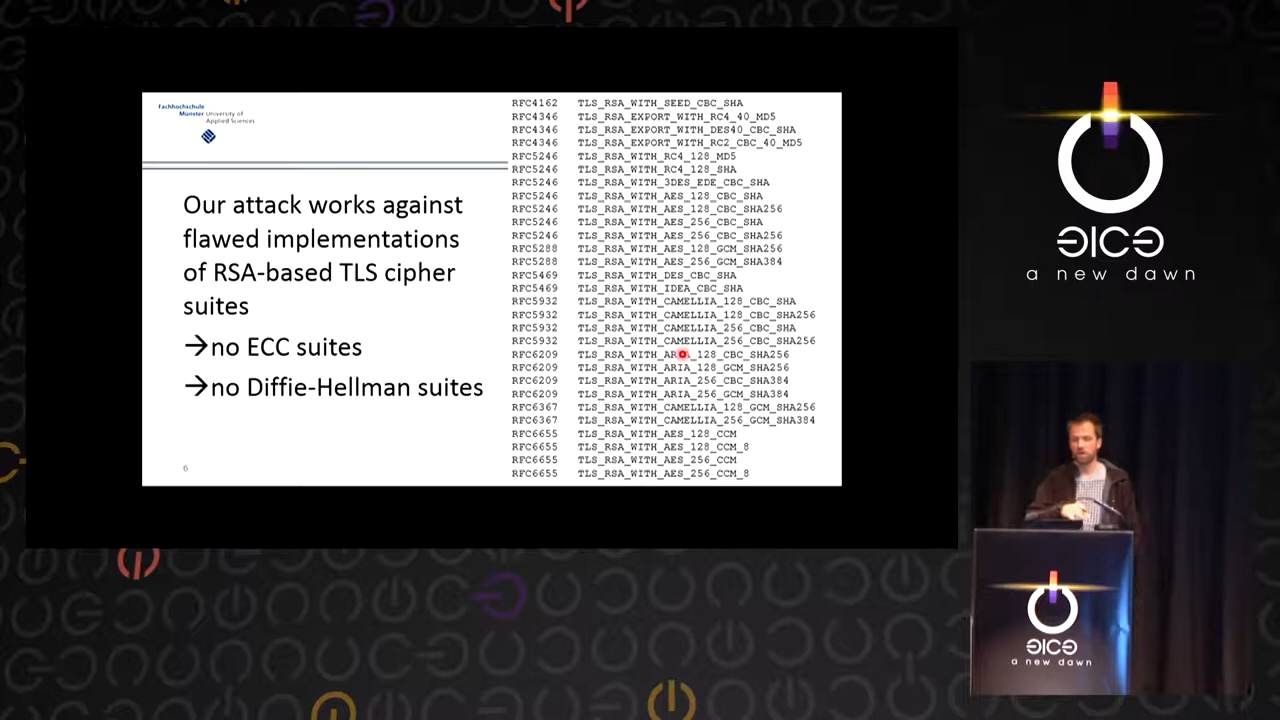 Fachhochschule
Münster University of
Applied Sciences
Our attack works against
flawed implementations
of RSA-based TLS cipher
suites
→no ECC suites
→no Diffie-Hellman suites
6
RFC4162 TLS_RSA_WITH_SEED_CBC_SHA
RFC4346 TLS_RSA_EXPORT_WITH_RC4_40_MD5
RFC4346 TLS_RSA_EXPORT_WITH_DES40_CBC_SHA
RFC4346 TLS_RSA_EXPORT_WITH_RC2_CBC_40_MD5
RFC5246 TLS_RSA_WITH_RC4_128_MD5
RFC5246 TLS_RSA_WITH_RC4_128_SHA
RFC5246 TLS_RSA_WITH_3DES_EDE_CBC_SHA
RFC5246 TLS_RSA_WITH_AES_128_CBC_SHA
RFC5246 TLS_RSA_WITH_AES_128_CBC_SHA256
RFC5246 TLS_RSA_WITH_AES_256_CBC_SHA
RFC5246 TLS_RSA_WITH_AES_256_CBC_SHA256
RFC5288 TLS_RSA_WITH_AES_128_GCM_SHA256
RFC5288 TLS_RSA_WITH_AES_256_GCM_SHA384
RFC5469 TLS_RSA_WITH_DES_CBC_SHA
RFC5469 TLS_RSA_WITH_IDEA_CBC_SHA
RFC5932 TLS_RSA_WITH_CAMELLIA_128_CBC_SHA
RFC5932 TLS_RSA_WITH_CAMELLIA_128_CBC_SHA256
RFC5932 TLS_RSA_WITH_CAMELLIA_256_CBC_SHA
RFC5932 TLS_RSA_WITH_CAMELLIA_256_CBC_SHA256
RFC6209 TLS_RSA_WITH_ARIA_128_CBC_SHA256
RFC6209 TLS_RSA_WITH_ARIA_128_GCM_SHA256
RFC6209 TLS_RSA_WITH_ARIA_256_CBC_SHA384
RFC6209 TLS_RSA_WITH_ARIA_256_GCM_SHA384
RFC6367 TLS_RSA_WITH_CAMELLIA_128_GCM_SHA256
RFC6367 TLS_RSA_WITH_CAMELLIA_256_GCM_SHA384
RFC6655 TLS_RSA_WITH_AES_128_CCM
RFC6655 TLS_RSA_WITH_AES_128_CCM_8
RFC6655 TLS_RSA_WITH_AES_256_CCM
RFC6655 TLS_RSA_WITH_AES_256_CCM_8
a new dawn
a new dawn